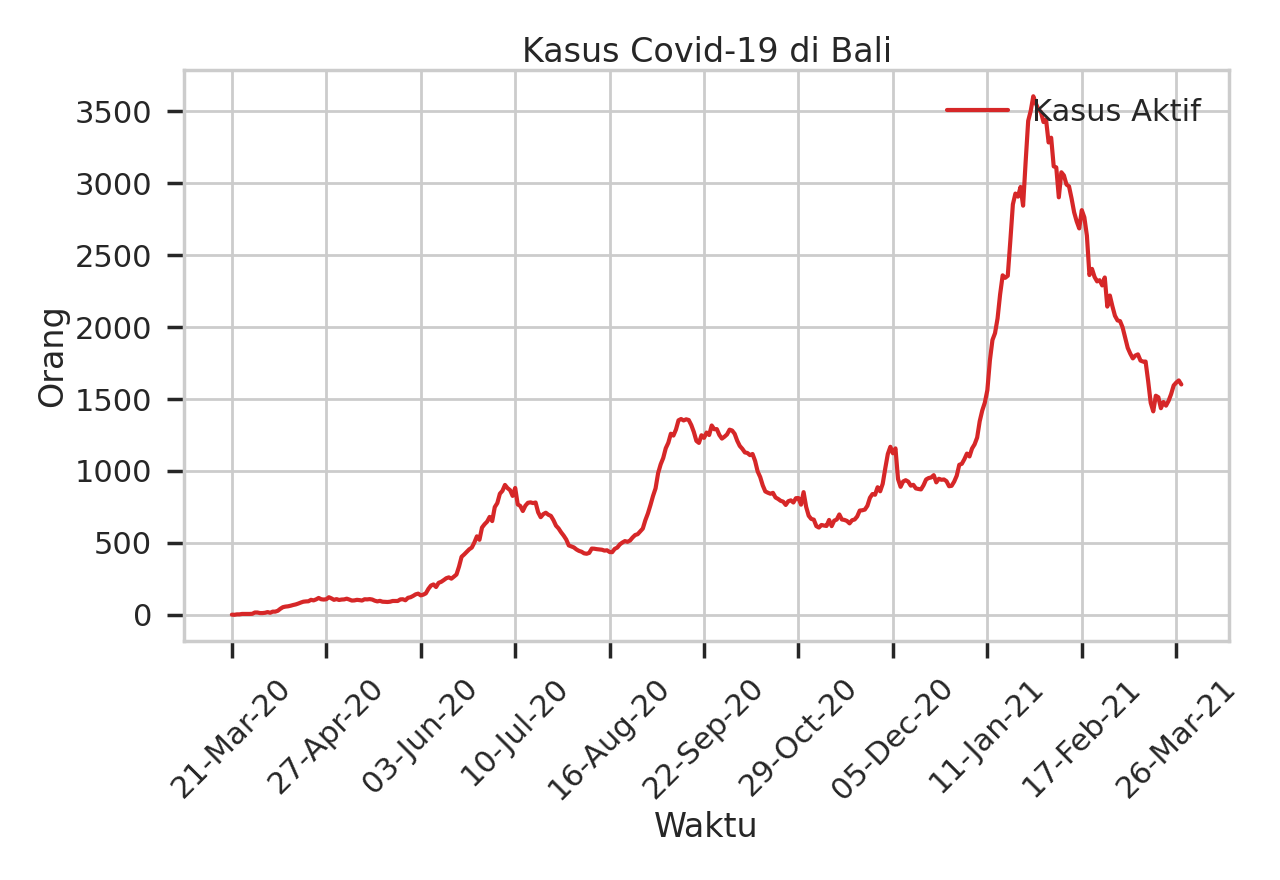 Kasus Covid-19 di Bali
Kasus Aktif
Orang
3500
3000
2500
2000
1500
1000
500
0
21-Mar-20
27-Apr-20
03-Jun-20
10-Jul-20
16-Aug-20
22-Sep-20
29-Oct-20
05-Dec-20
11-Jan-21
17-Feb-21
26-Mar-21
Waktu